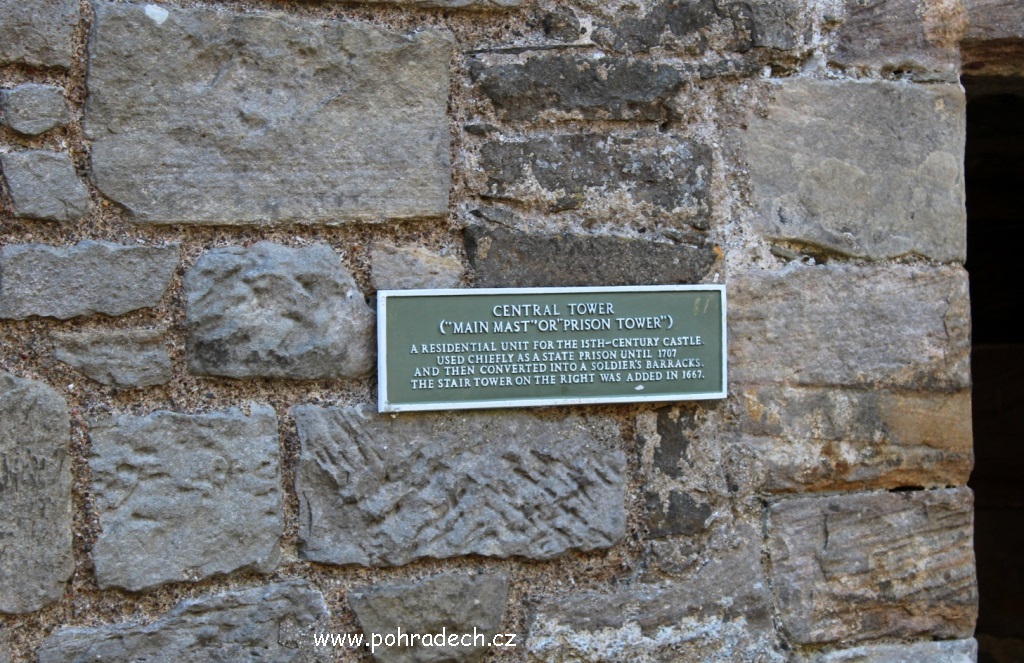 CENTRAL TOWER
("MAIN MAST" OR "PRISON TOWER")
A RESIDENTIAL UNIT FOR THE 15TH-CENTURY CASTLE.
USED CHIEFLY AS A STATE PRISON UNTIL 1707
AND THEN CONVERTED INTO A SOLDIER'S BARRACKS.
THE STAIR TOWER ON THE RIGHT WAS ADDED IN 1667.
www.pohradech.cz